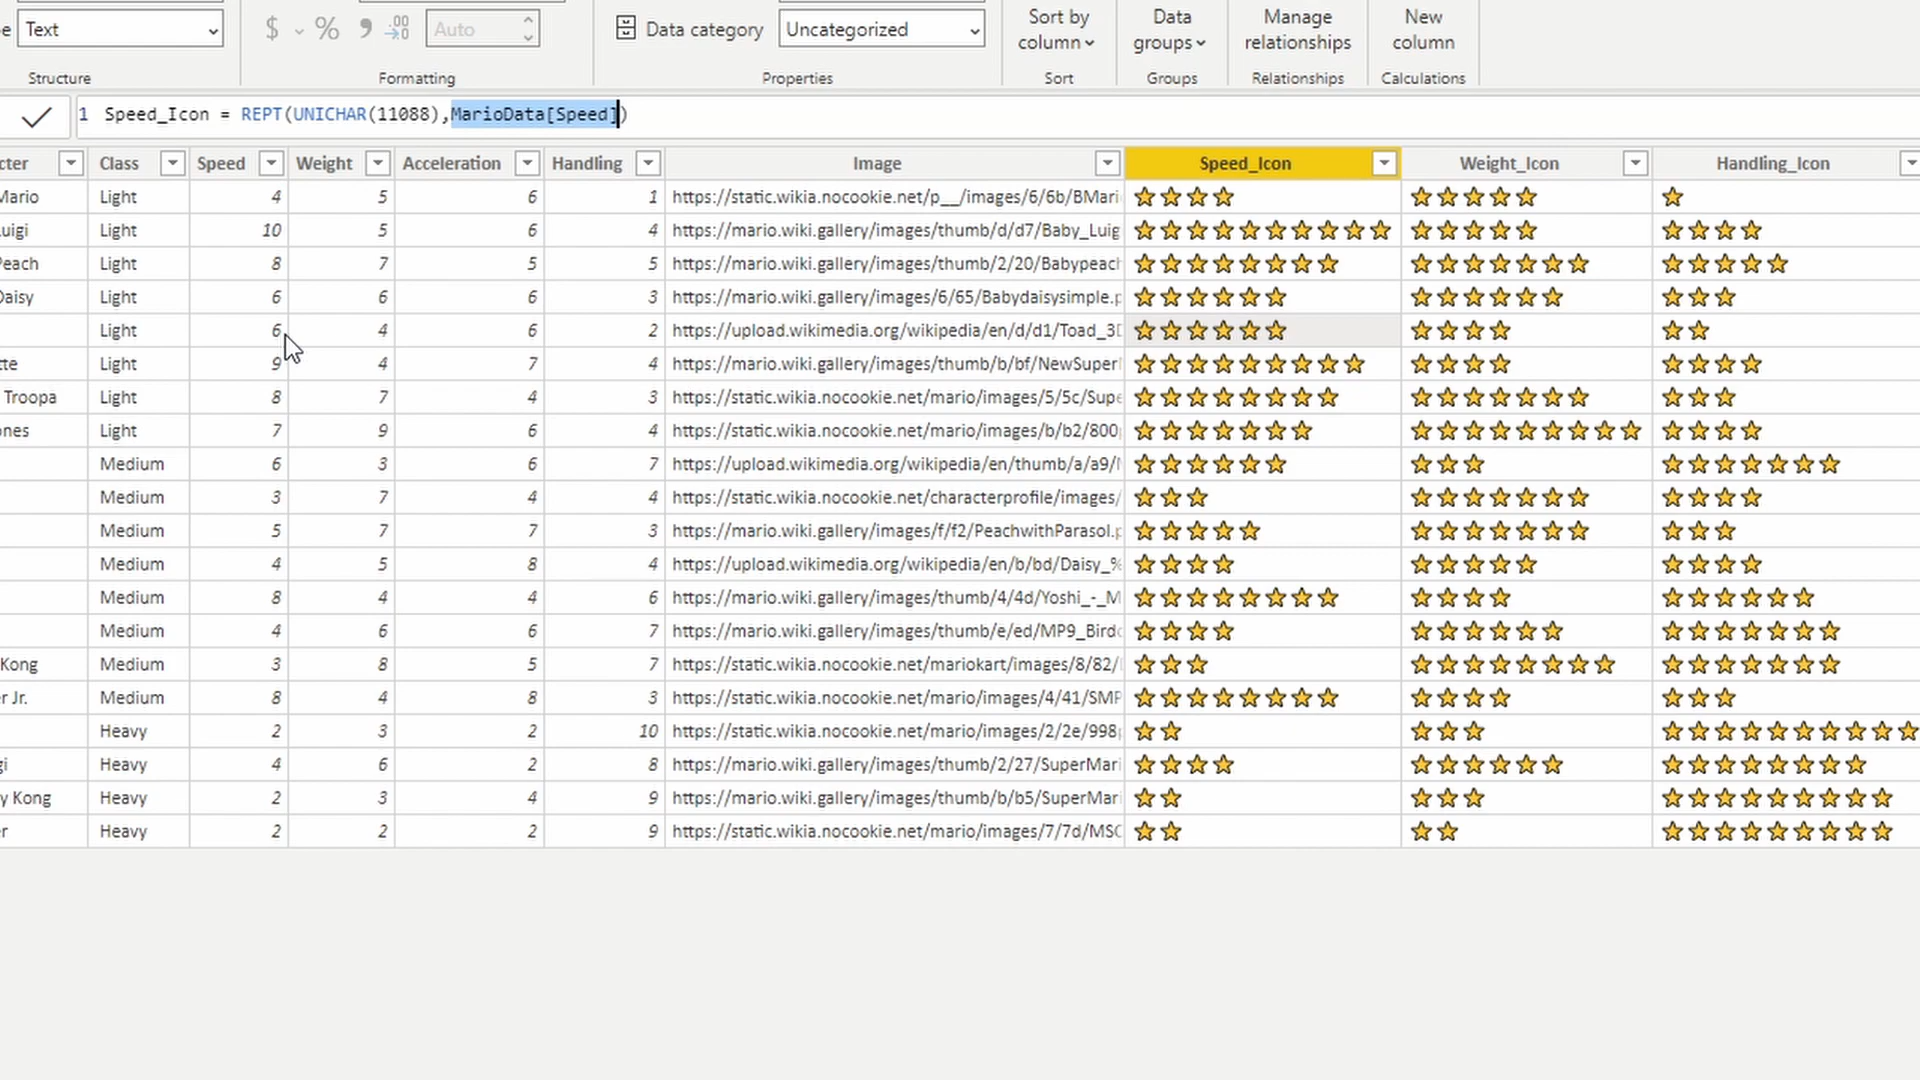 e Text $ % 9 .00 Auto Data category Uncategorized Sort by column Data groups Manage relationships New column
Structure Formatting Properties Sort Groups Relationships Calculations
1 Speed_Icon = REPT(UNICHAR(11088),MarioData[Speed])
cter Class Speed Weight Acceleration Handling Image Speed_Icon Weight_Icon Handling_Icon
Mario Light 4 5 6 1 https://static.wikia.nocookie.net/p__/images/6/6b/BMari
uigi Light 10 5 6 4 https://mario.wiki.gallery/images/thumb/d/d7/Baby_Luig
Peach Light 8 7 5 5 https://mario.wiki.gallery/images/thumb/2/20/Babypeach
Daisy Light 6 6 6 3 https://mario.wiki.gallery/images/6/65/Babydaisysimple.p
Light 6 4 6 2 https://upload.wikimedia.org/wikipedia/en/d/d1/Toad_3D
tte Light 9 4 7 4 https://mario.wiki.gallery/images/thumb/b/bf/NewSuperI
Troopa Light 8 7 4 3 https://static.wikia.nocookie.net/mario/images/5/5c/Supe
ones Light 7 9 6 4 https://static.wikia.nocookie.net/mario/images/b/b2/800
Medium 6 3 6 7 https://upload.wikimedia.org/wikipedia/en/thumb/a/a9/
Medium 3 7 4 4 https://static.wikia.nocookie.net/characterprofile/images/
Medium 5 7 7 3 https://mario.wiki.gallery/images/f/f2/PeachwithParasol.p
Medium 4 5 8 4 https://upload.wikimedia.org/wikipedia/en/b/bd/Daisy_%
Medium 8 4 4 6 https://mario.wiki.gallery/images/thumb/4/4d/Yoshi_-_M
Medium 4 6 6 7 https://mario.wiki.gallery/images/thumb/e/ed/MP9_Birdo
Kong Medium 3 8 5 7 https://static.wikia.nocookie.net/mariokart/images/8/82/
r Jr. Medium 8 4 8 3 https://static.wikia.nocookie.net/mario/images/4/41/SMP
Heavy 2 3 2 10 https://static.wikia.nocookie.net/mario/images/2/2e/998
gi Heavy 4 6 2 8 https://mario.wiki.gallery/images/thumb/2/27/SuperMari
y Kong Heavy 2 3 4 9 https://mario.wiki.gallery/images/thumb/b/b5/SuperMari
r Heavy 2 2 2 9 https://static.wikia.nocookie.net/mario/images/7/7d/MSC